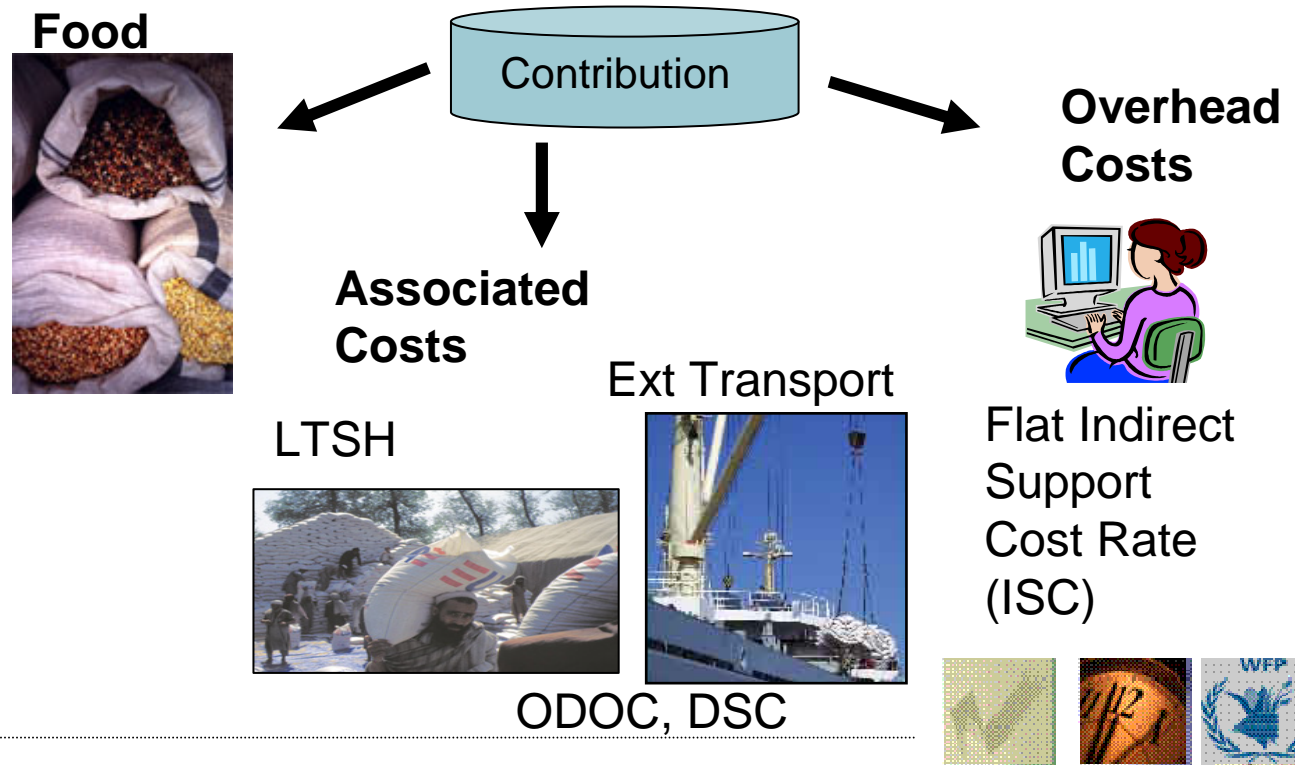 Food
Contribution
Overhead
Costs
Associated
Costs
Ext Transport
LTSH
Flat Indirect
Support
Cost Rate
(ISC)
ODOC, DSC
WFP